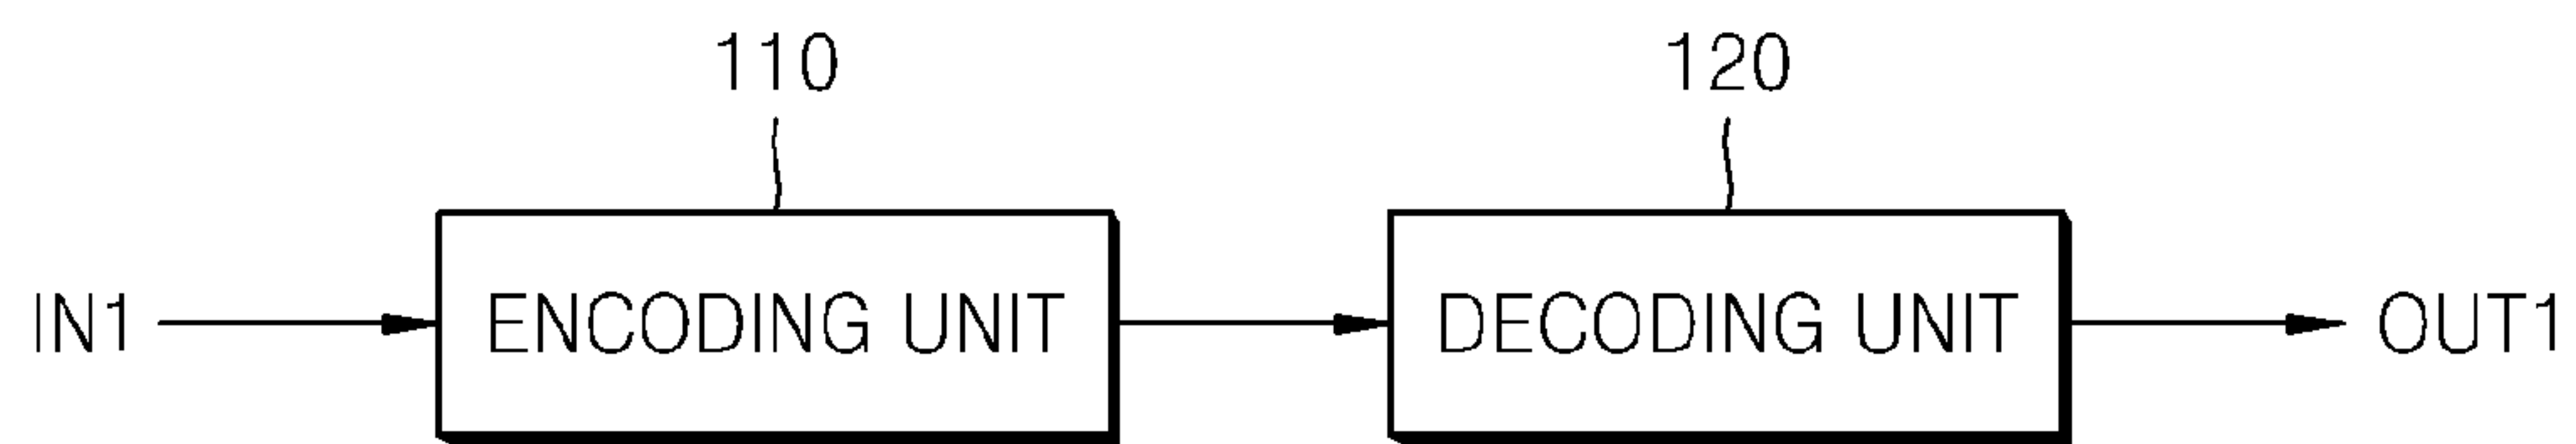 110 120
IN1 ENCODING UNIT DECODING UNIT OUT1